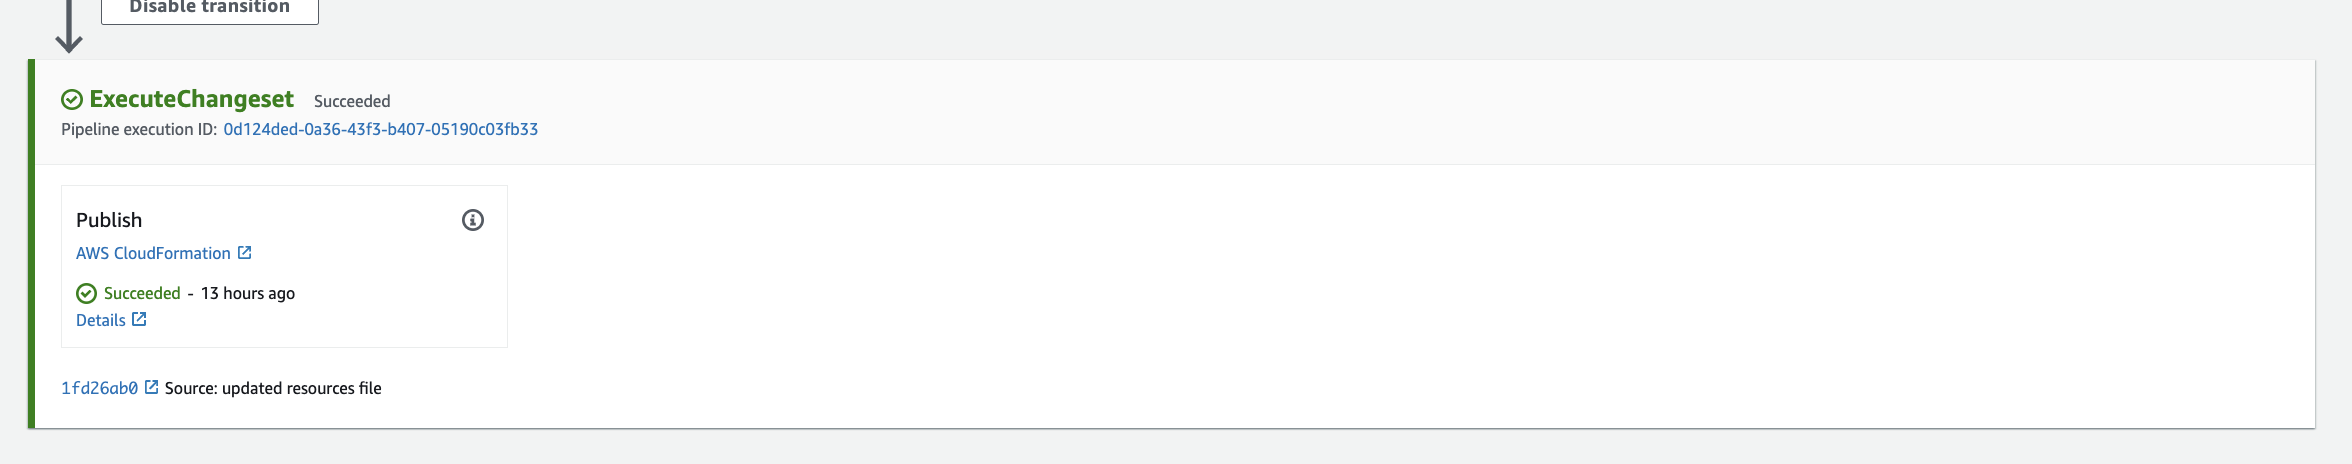 Disable transition
ExecuteChangeset Succeeded
Pipeline execution ID: 0d124ded-0a36-43f3-b407-05190c03fb33
Publish
AWS CloudFormation
Succeeded - 13 hours ago
Details
1fd26ab0 Source: updated resources file